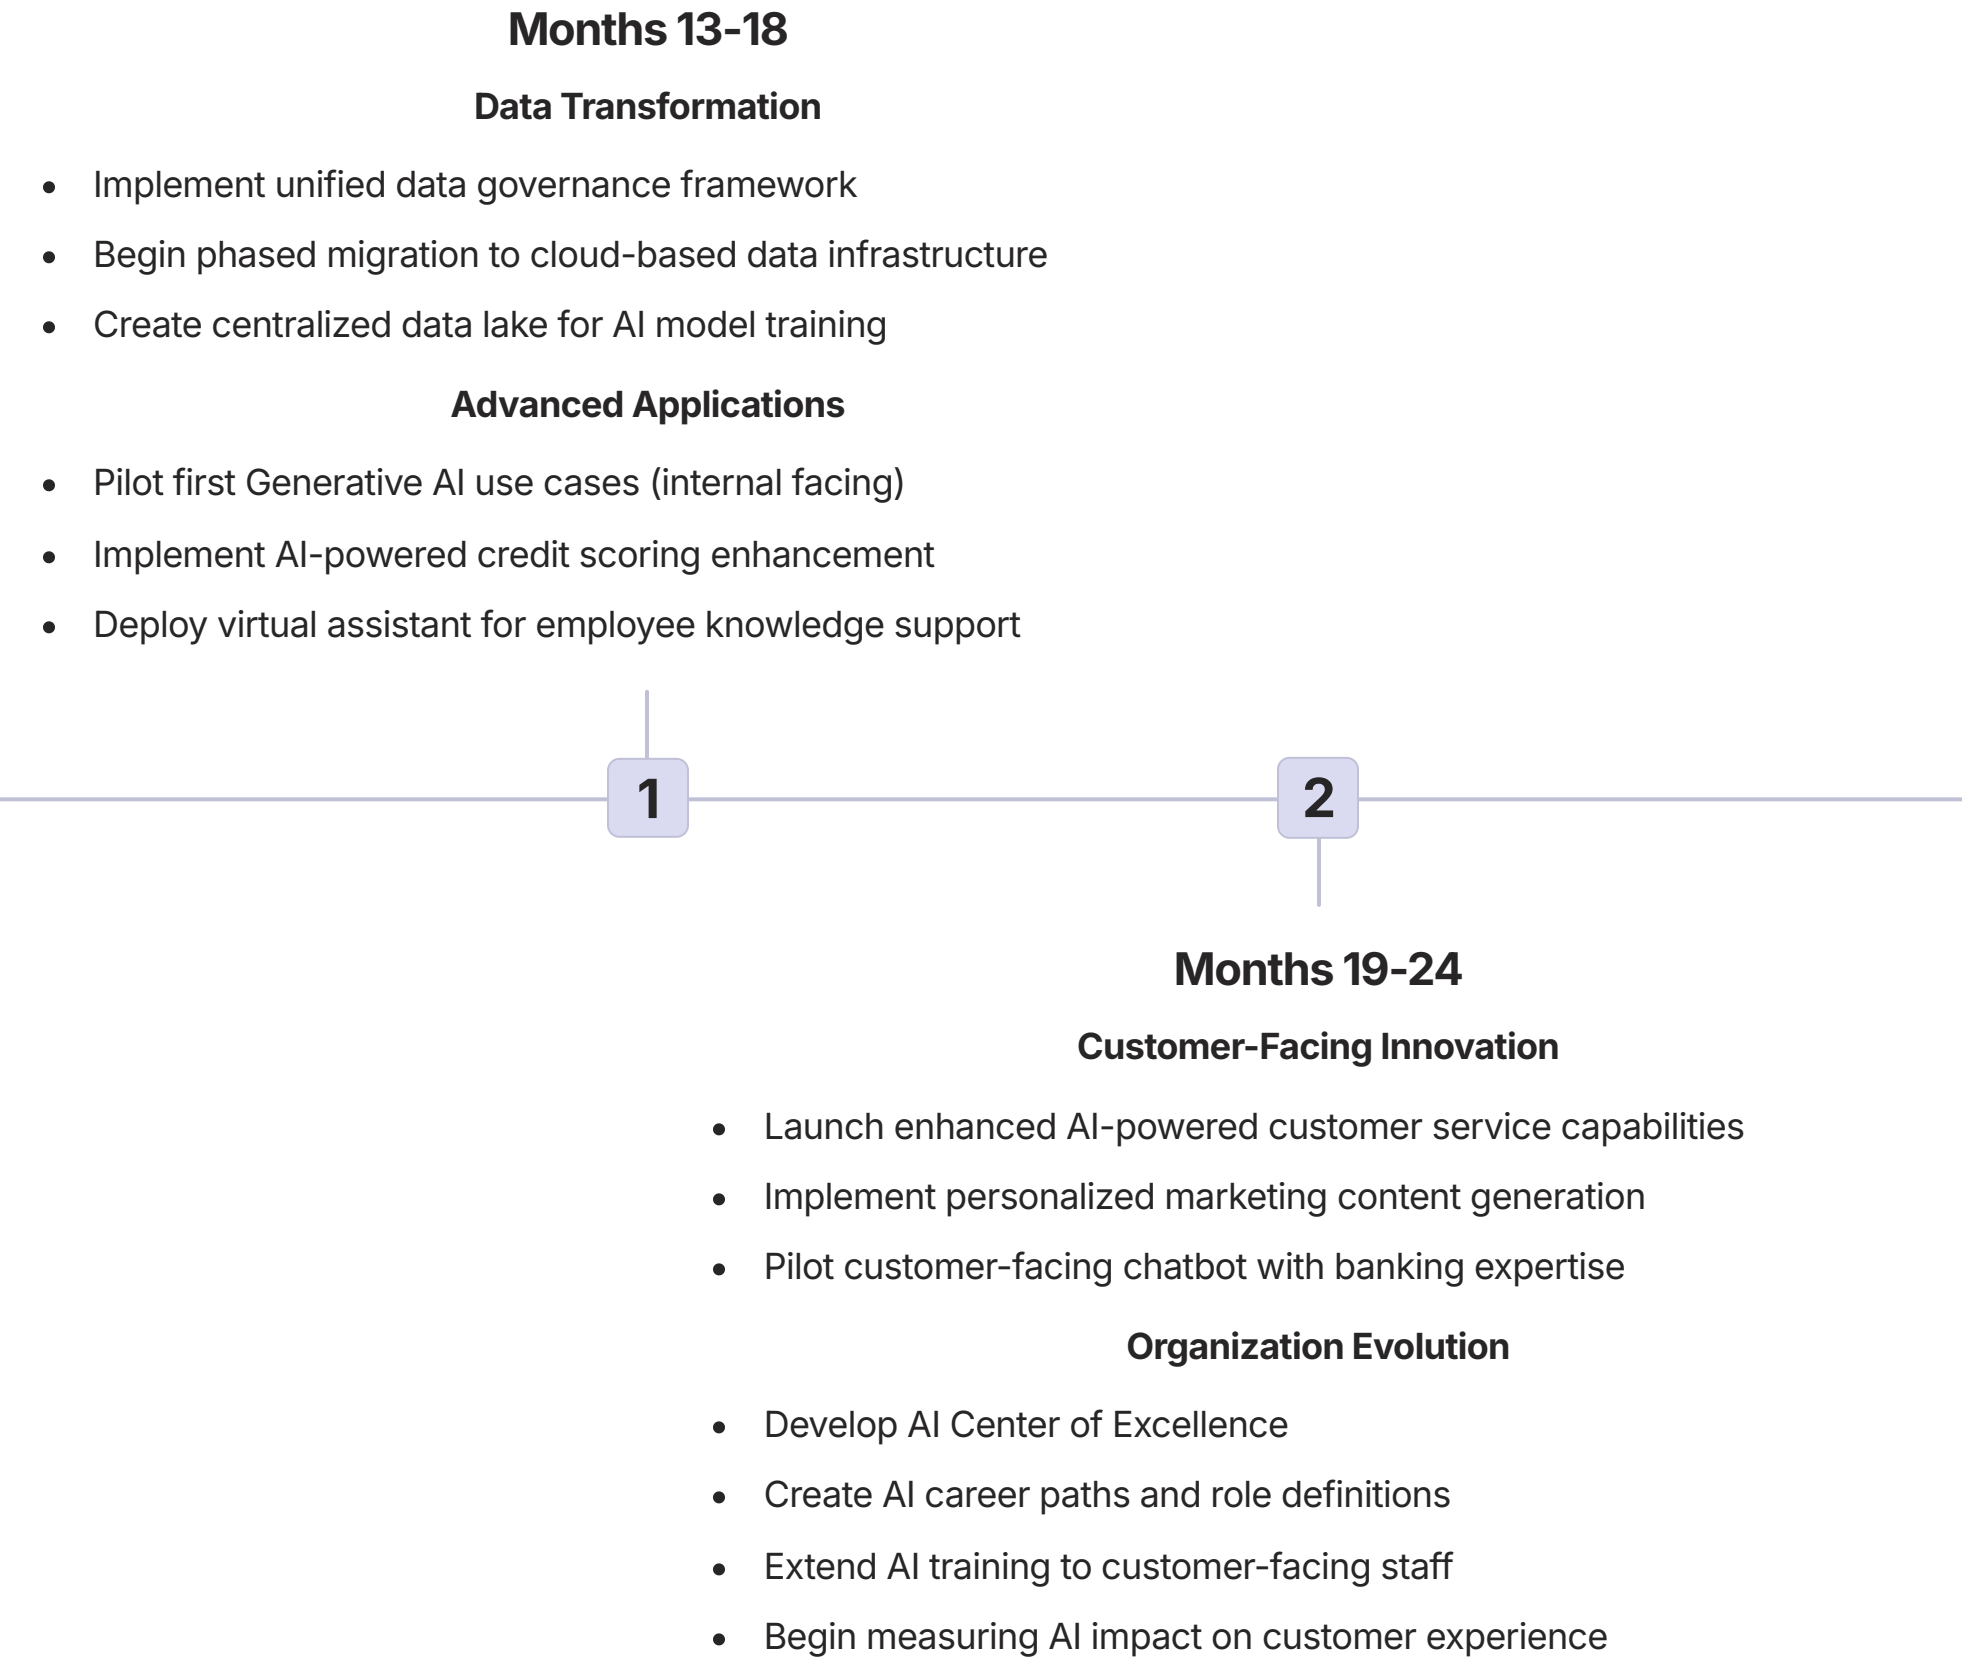 Months 13-18
Data Transformation
• Implement unified data governance framework
• Begin phased migration to cloud-based data infrastructure
• Create centralized data lake for AI model training
Advanced Applications
• Pilot first Generative AI use cases (internal facing)
• Implement AI-powered credit scoring enhancement
• Deploy virtual assistant for employee knowledge support
1
2
Months 19-24
Customer-Facing Innovation
• Launch enhanced AI-powered customer service capabilities
• Implement personalized marketing content generation
• Pilot customer-facing chatbot with banking expertise
Organization Evolution
• Develop AI Center of Excellence
• Create AI career paths and role definitions
• Extend AI training to customer-facing staff
• Begin measuring AI impact on customer experience